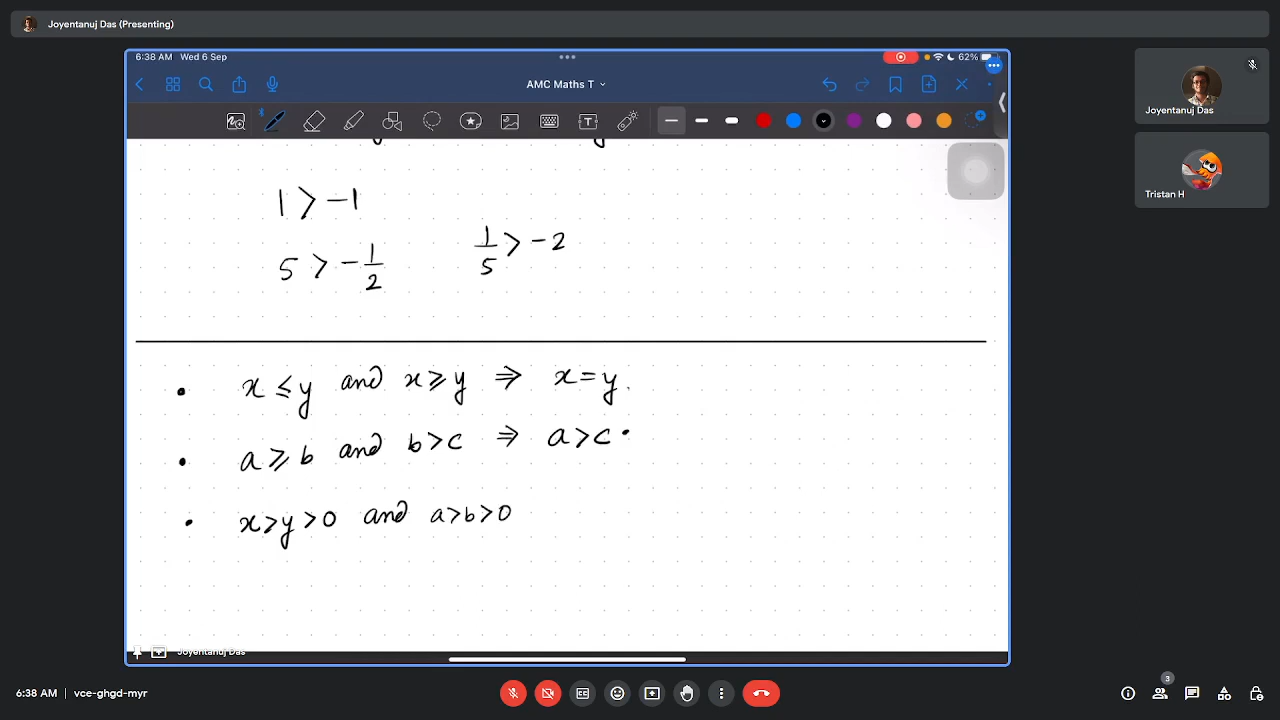 Joyentanuj Das (Presenting)
6:38 AM Wed 6 Sep
62%
AMC Maths T
T
1 > -1
5 > -1/2
1/5 > -2
• x ≤ y and x ⩾ y ⇒ x = y.
• a ⩾ b and b > c ⇒ a > c •
• x > y > 0 and a > b > 0
Joyentanuj Das
Joyentanuj Das
Tristan H
6:38 AM | vce-ghgd-myr
3